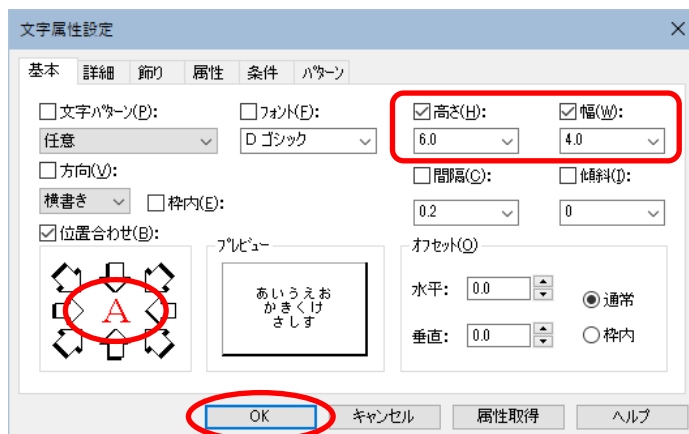 文字属性設定
基本 詳細 飾り 属性 条件 パターン
文字パターン(P): フォント(F): 高さ(H): 幅(W):
任意 D ゴシック 6.0 4.0
方向(V): 間隔(C): 傾斜(I):
横書き 枠内(E): 0.2 0
位置合わせ(B): プレビュー オフセット(O)
A
あいうえお
かきくけ
さしす
水平: 0.0 通常
垂直: 0.0 枠内
OK キャンセル 属性取得 ヘルプ